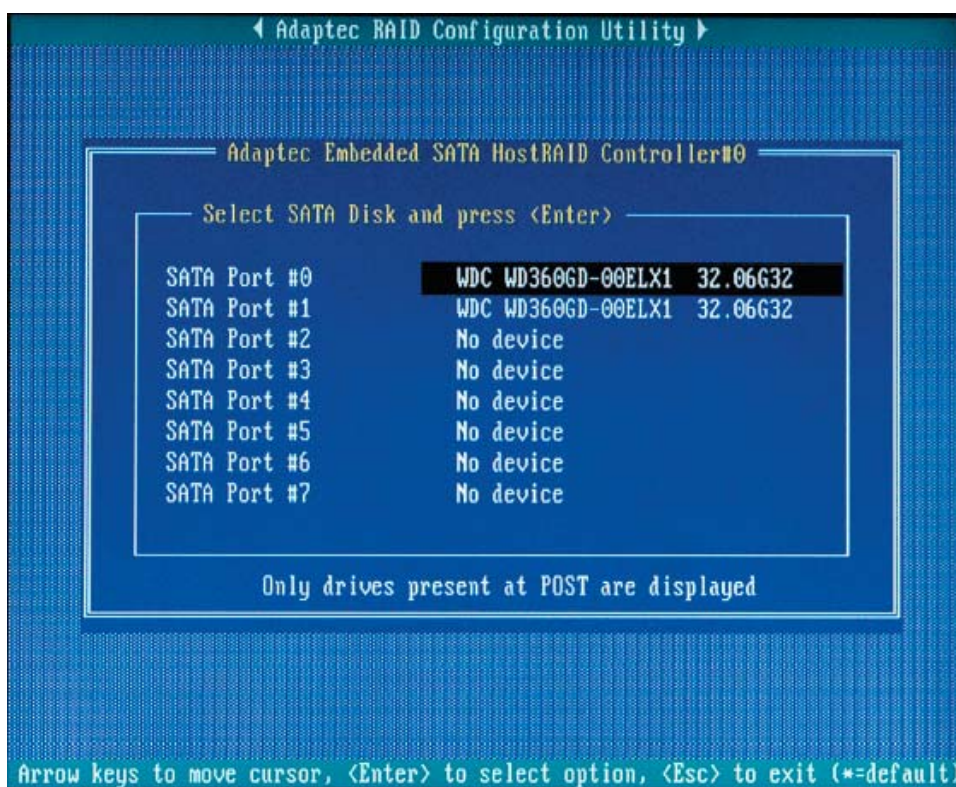 Adaptec RAID Configuration Utility
Adaptec Embedded SATA HostRAID Controller#0
Select SATA Disk and press <Enter>
SATA Port #0 WDC WD360GD-00ELX1 32.06G32
SATA Port #1 WDC WD360GD-00ELX1 32.06G32
SATA Port #2 No device
SATA Port #3 No device
SATA Port #4 No device
SATA Port #5 No device
SATA Port #6 No device
SATA Port #7 No device
Only drives present at POST are displayed
Arrow keys to move cursor, <Enter> to select option, <Esc> to exit (*=default)